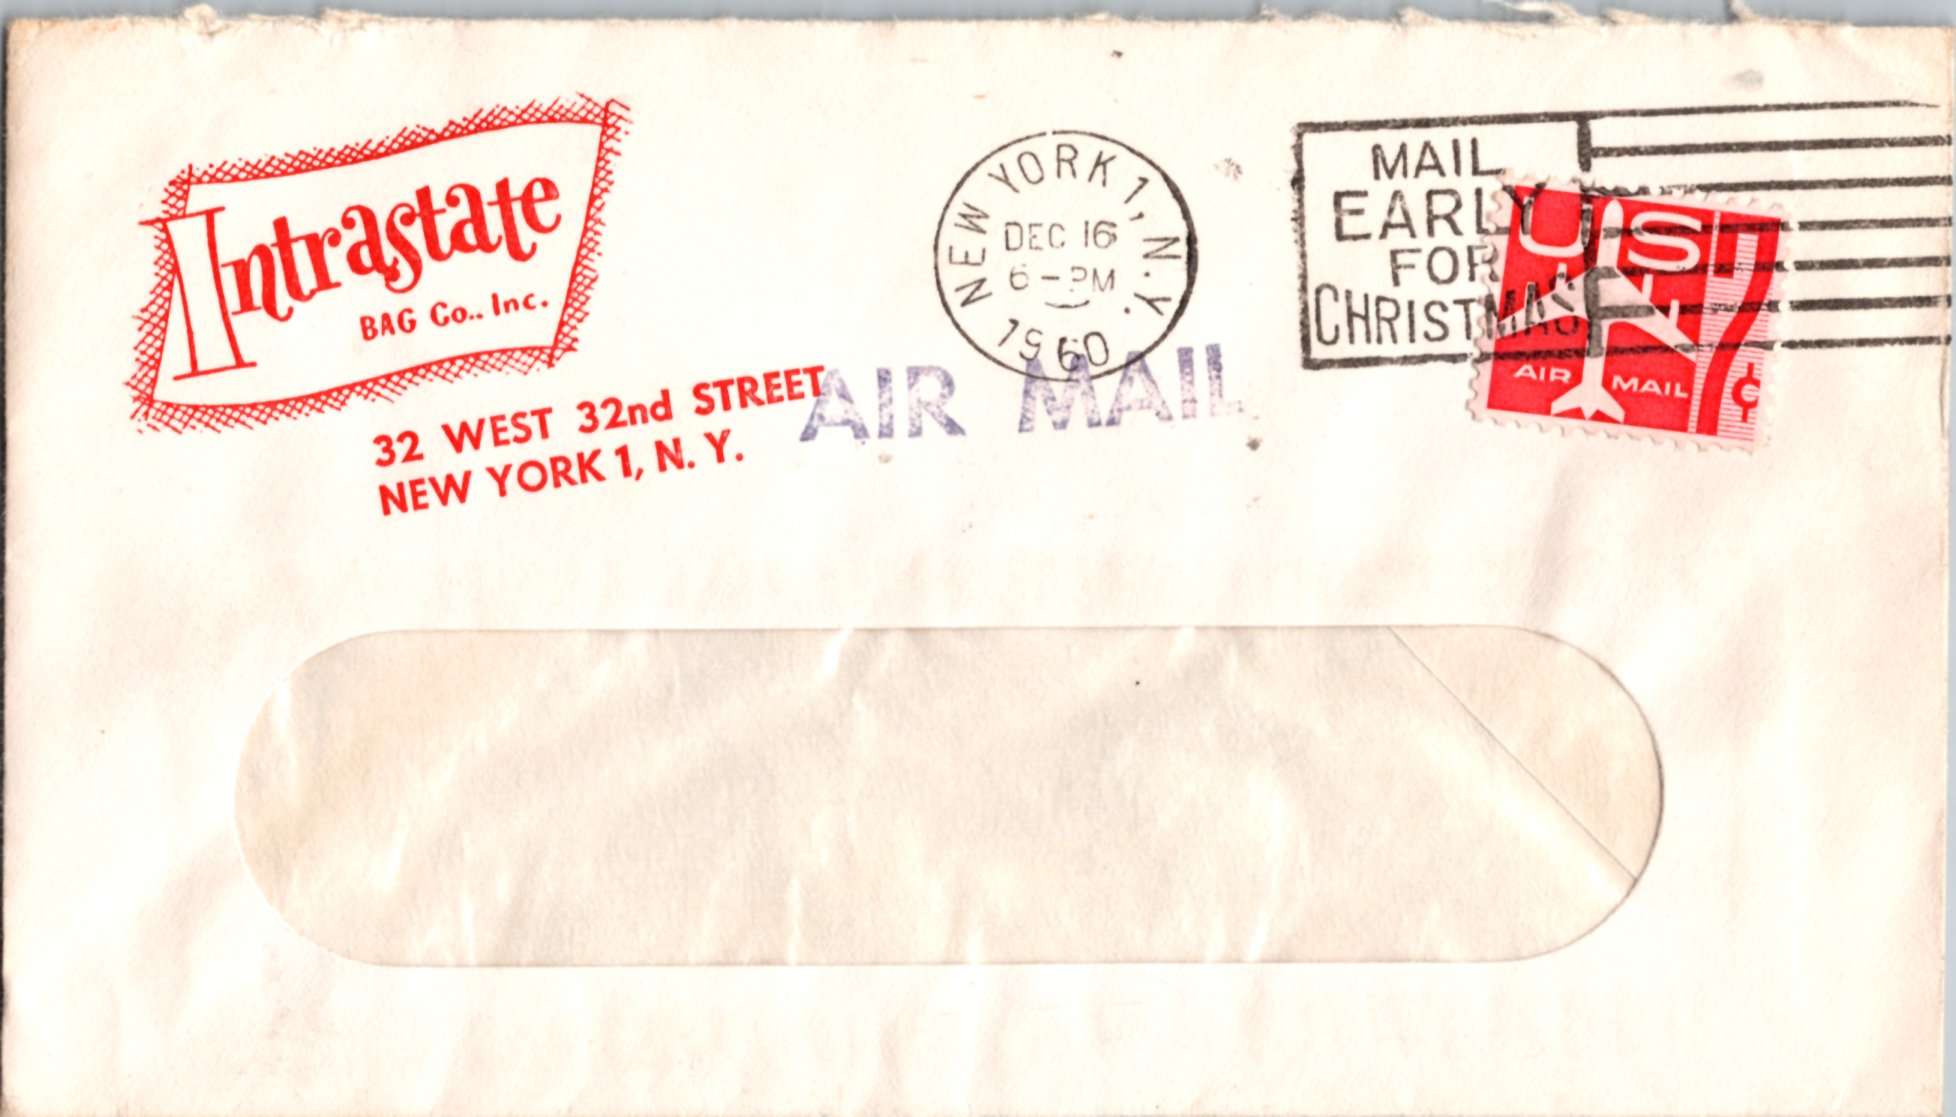 Intrastate
BAG Co., Inc.
32 WEST 32nd STREET
NEW YORK 1, N. Y.
AIR MAIL
NEW YORK 1, N.Y.
DEC 16
6 - PM
1960
MAIL
EARLY
FOR
CHRISTMAS
F
US
7¢
AIR MAIL